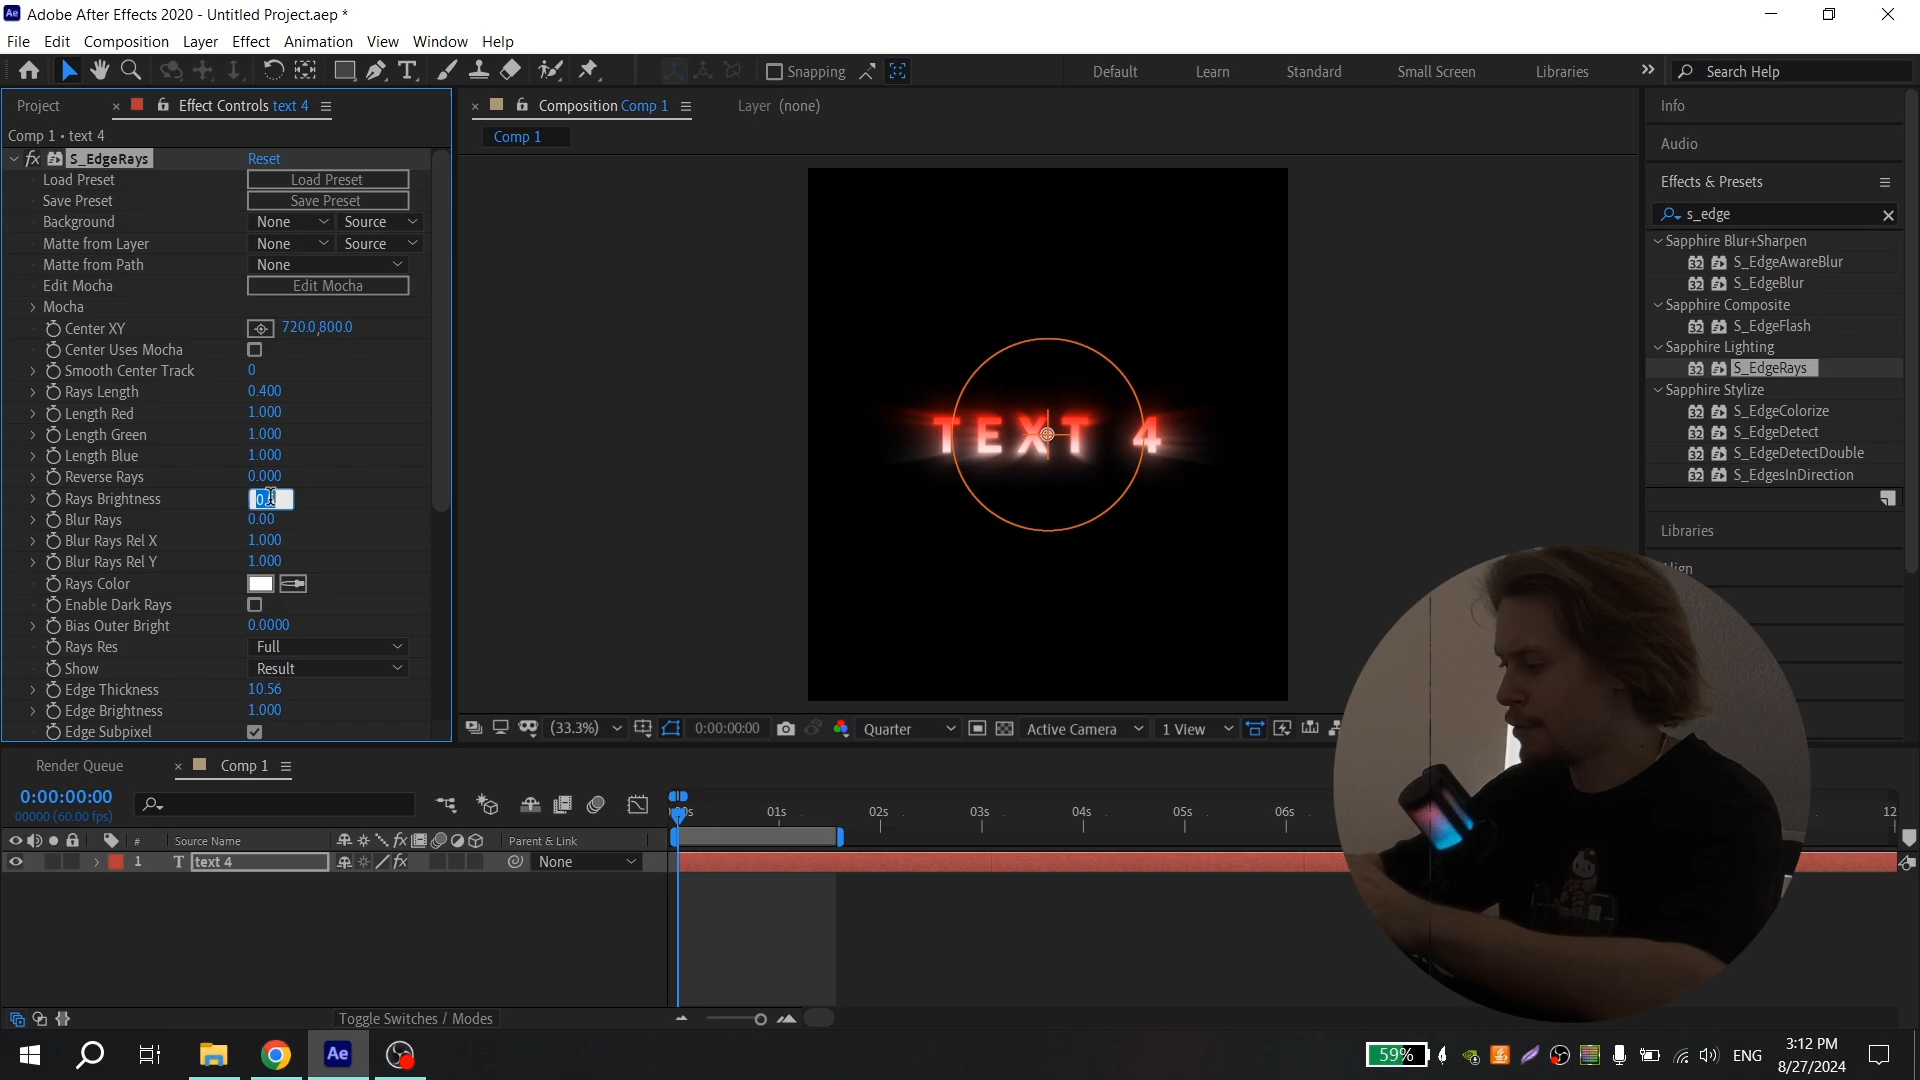 Adobe After Effects 2020 - Untitled Project.aep *
File Edit Composition Layer Effect Animation View Window Help
Snapping
Default Learn Standard Small Screen Libraries
Search Help
Project
Effect Controls text 4
Composition Comp 1
Layer (none)
Comp 1 • text 4
Comp 1
fx S_EdgeRays Reset
Load Preset Load Preset
Save Preset Save Preset
Background None Source
Matte from Layer None Source
Matte from Path None
Edit Mocha Edit Mocha
Mocha
Center XY 720.0,800.0
Center Uses Mocha
Smooth Center Track 0
Rays Length 0.400
Length Red 1.000
Length Green 1.000
Length Blue 1.000
Reverse Rays 0.000
Rays Brightness
Blur Rays 0.00
Blur Rays Rel X 1.000
Blur Rays Rel Y 1.000
Rays Color
Enable Dark Rays
Bias Outer Bright 0.0000
Rays Res Full
Show Result
Edge Thickness 10.56
Edge Brightness 1.000
Edge Subpixel
TEXT 4
(33.3%) 0:00:00:00 Quarter Active Camera 1 View
Info
Audio
Effects & Presets
s_edge
Sapphire Blur+Sharpen
S_EdgeAwareBlur
S_EdgeBlur
Sapphire Composite
S_EdgeFlash
Sapphire Lighting
S_EdgeRays
Sapphire Stylize
S_EdgeColorize
S_EdgeDetect
S_EdgeDetectDouble
S_EdgesInDirection
Libraries
Render Queue
Comp 1
0:00:00:00
00000 (60.00 fps)
01s 02s 03s 04s 05s 06s 12
# Source Name fx Parent & Link
1 T text 4 fx None
Toggle Switches / Modes
Ae
59% ENG
3:12 PM
8/27/2024